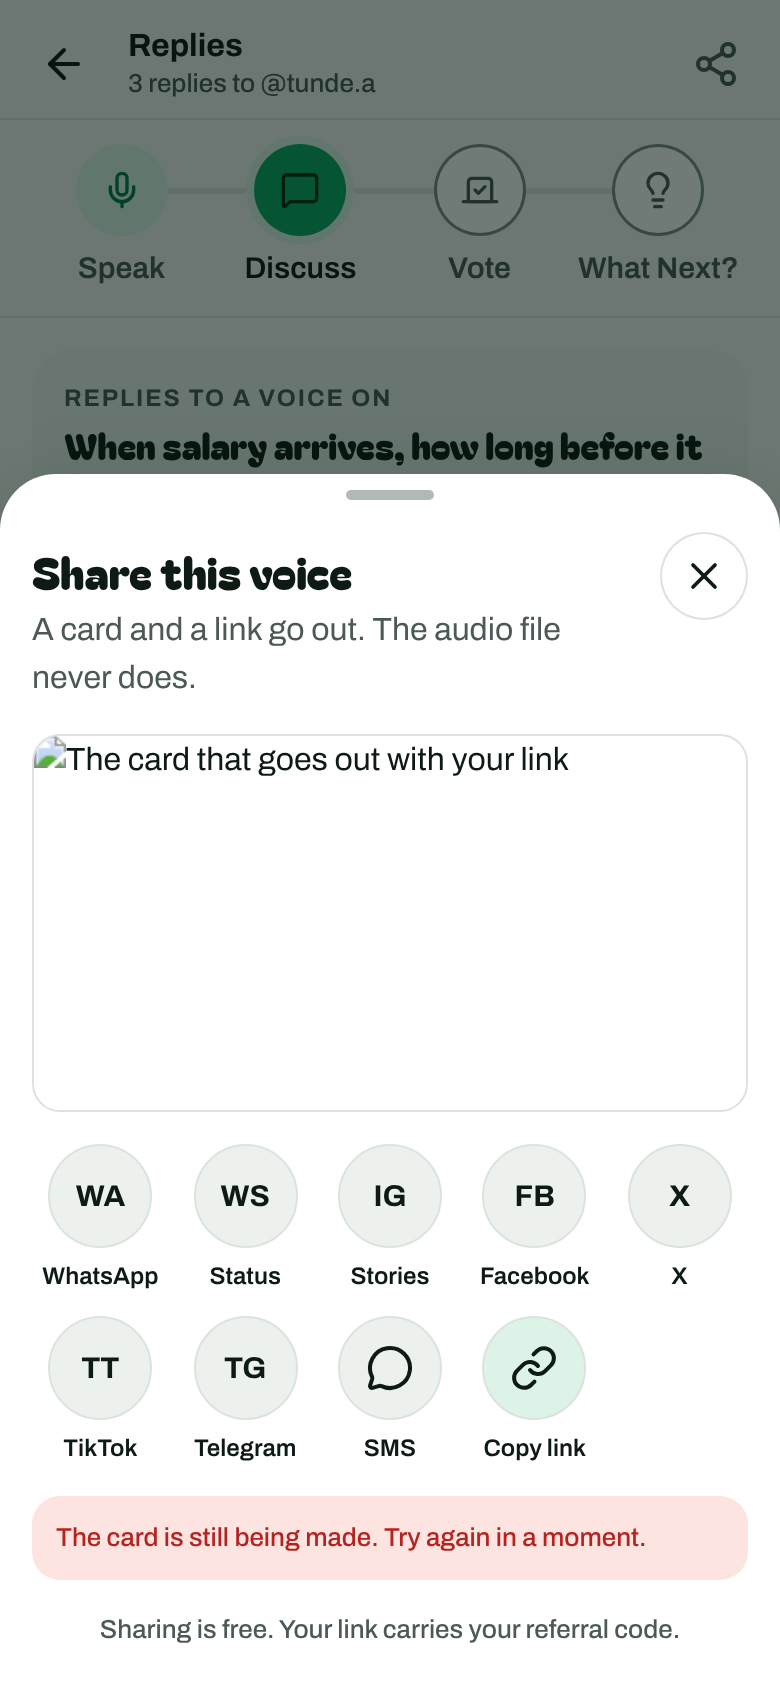 Replies
3 replies to @tunde.a
Speak
Discuss
Vote
What Next?
REPLIES TO A VOICE ON
When salary arrives, how long before it
Share this voice
A card and a link go out. The audio file
never does.
The card that goes out with your link
WA
WS
IG
FB
X
WhatsApp
Status
Stories
Facebook
X
TT
TG
TikTok
Telegram
SMS
Copy link
The card is still being made. Try again in a moment.
Sharing is free. Your link carries your referral code.